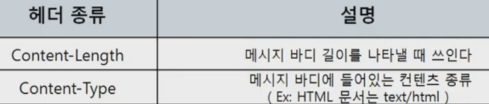 헤더 종류 설명
Content-Length 메시지 바디 길이를 나타낼 때 쓰인다
Content-Type 메시지 바디에 들어있는 컨텐츠 종류
( Ex: HTML 문서는 text/html )